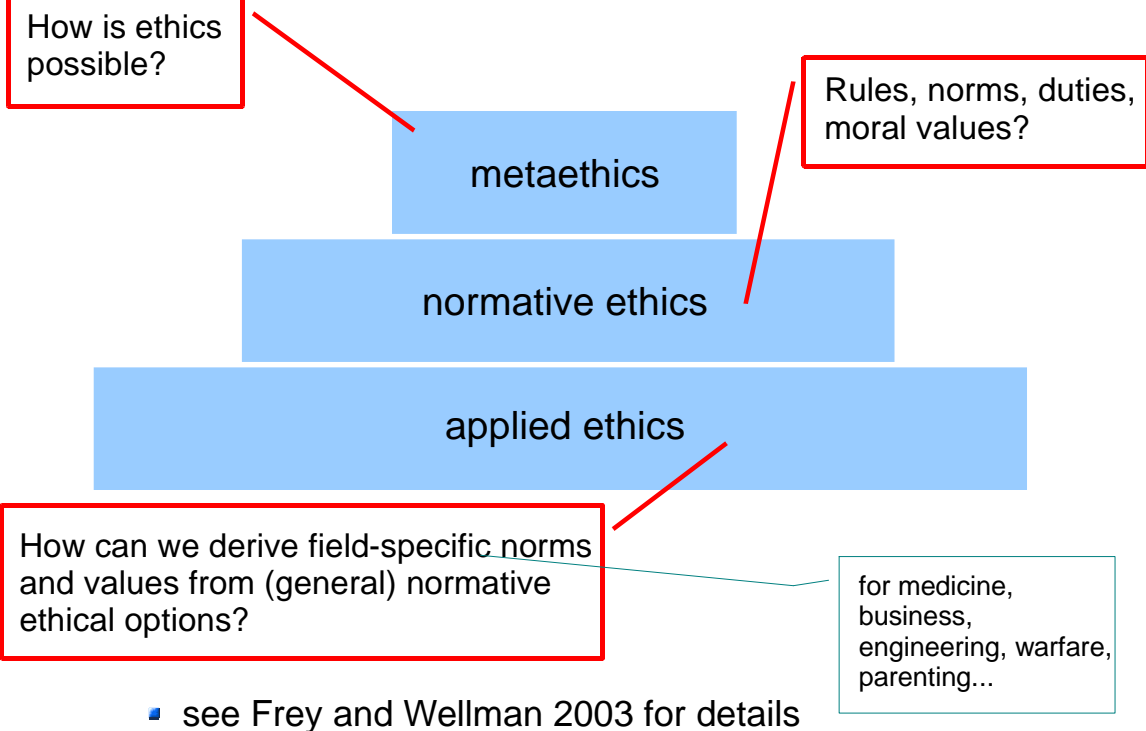 How is ethics
possible?
Rules, norms, duties,
moral values?
metaethics
normative ethics
applied ethics
How can we derive field-specific norms
and values from (general) normative
ethical options?
for medicine,
business,
engineering, warfare,
parenting...
see Frey and Wellman 2003 for details